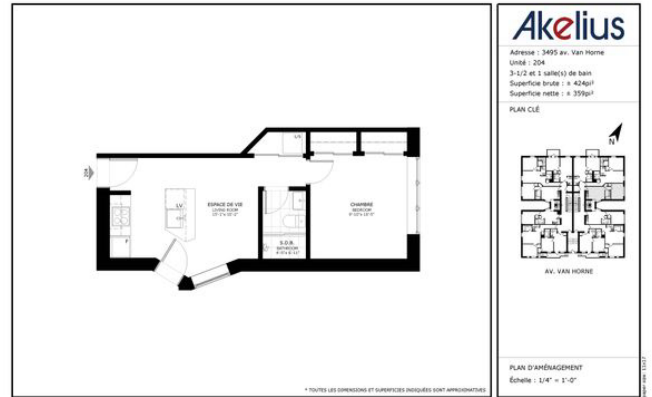 Akelius
Adresse : 3495 av. Van Horne
Unité : 204
3-1/2 et 1 salle(s) de bain
Superficie brute : ± 424pi²
Superficie nette : ± 359pi²
PLAN CLÉ
N
AV. VAN HORNE
PLAN D'AMÉNAGEMENT
Échelle : 1/4" = 1'-0"
204
LV
F
ESPACE DE VIE
LIVING ROOM
LN
CHAMBRE
BEDROOM
S.D.B.
BATHROOM
* TOUTES LES DIMENSIONS ET SUPERFICIES INDIQUÉES SONT APPROXIMATIVES